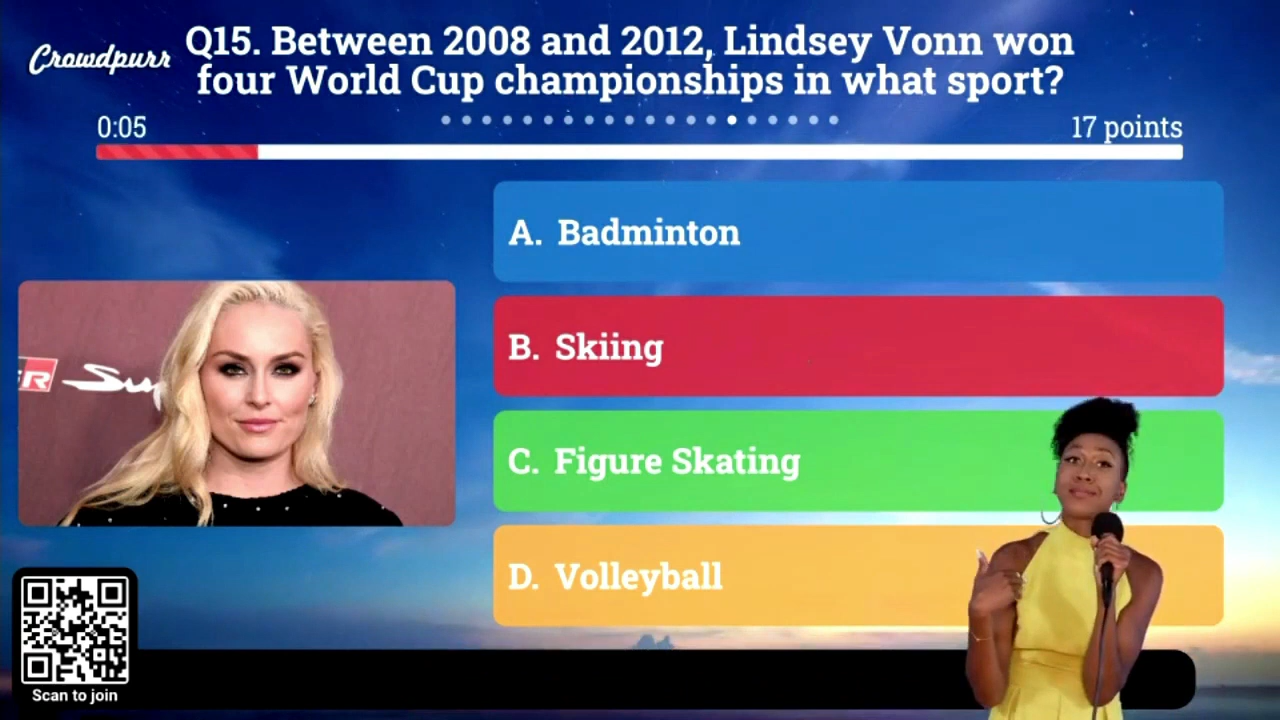 Crowdpurr
Q15. Between 2008 and 2012, Lindsey Vonn won
four World Cup championships in what sport?
0:05
17 points
A. Badminton
B. Skiing
C. Figure Skating
D. Volleyball
Scan to join